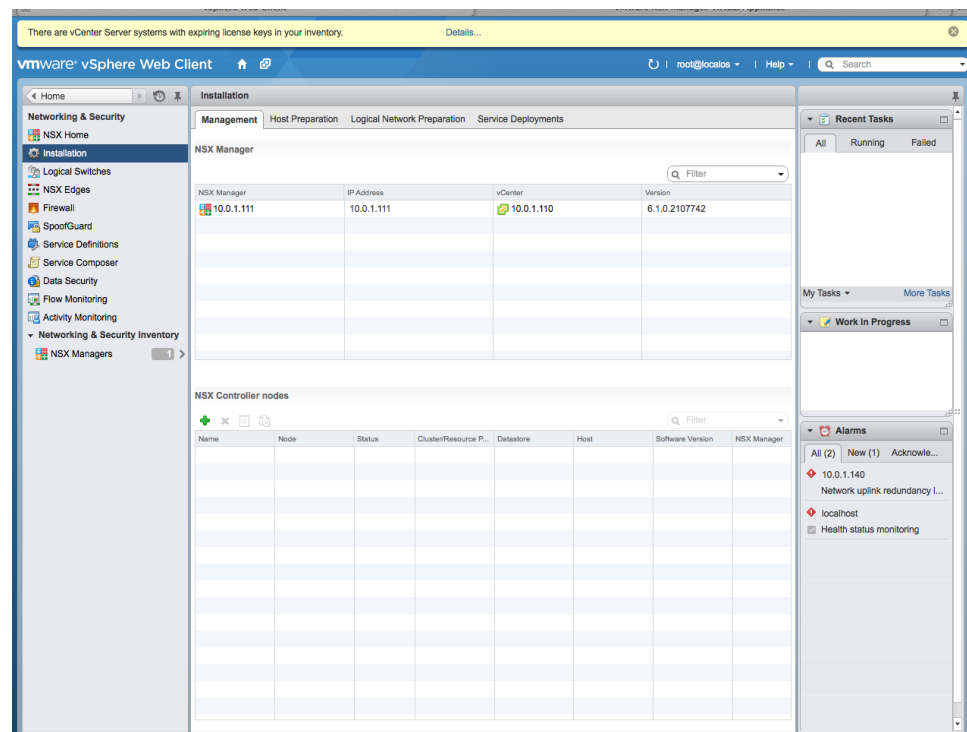 There are vCenter Server systems with expiring license keys in your inventory. Details...
vmware® vSphere Web Client
root@localos
Help
Search
Home
Networking & Security
NSX Home
Installation
Logical Switches
NSX Edges
Firewall
SpoofGuard
Service Definitions
Service Composer
Data Security
Flow Monitoring
Activity Monitoring
Networking & Security Inventory
NSX Managers 1
Installation
Management Host Preparation Logical Network Preparation Service Deployments
NSX Manager
Filter
NSX Manager IP Address vCenter Version
10.0.1.111 10.0.1.111 10.0.1.110 6.1.0.2107742
NSX Controller nodes
Filter
Name Node Status Cluster/Resource P... Datastore Host Software Version NSX Manager
Recent Tasks
All Running Failed
My Tasks More Tasks
Work In Progress
Alarms
All (2) New (1) Acknowle...
10.0.1.140
Network uplink redundancy l...
localhost
Health status monitoring